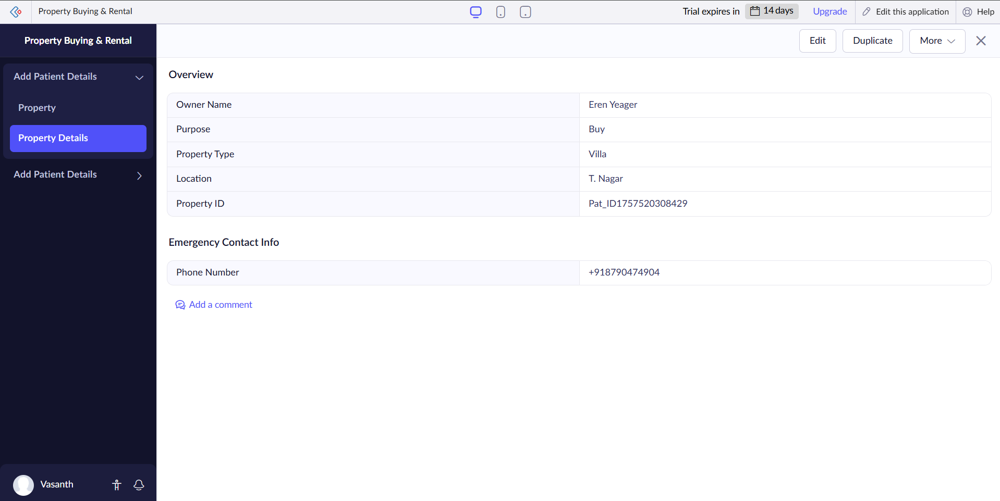 Property Buying & Rental
Trial expires in 14 days Upgrade Edit this application Help
Property Buying & Rental
Edit Duplicate More
Add Patient Details
Property
Property Details
Add Patient Details
Overview
Owner Name Eren Yeager
Purpose Buy
Property Type Villa
Location T. Nagar
Property ID Pat_ID1757520308429
Emergency Contact Info
Phone Number +918790474904
Add a comment
Vasanth